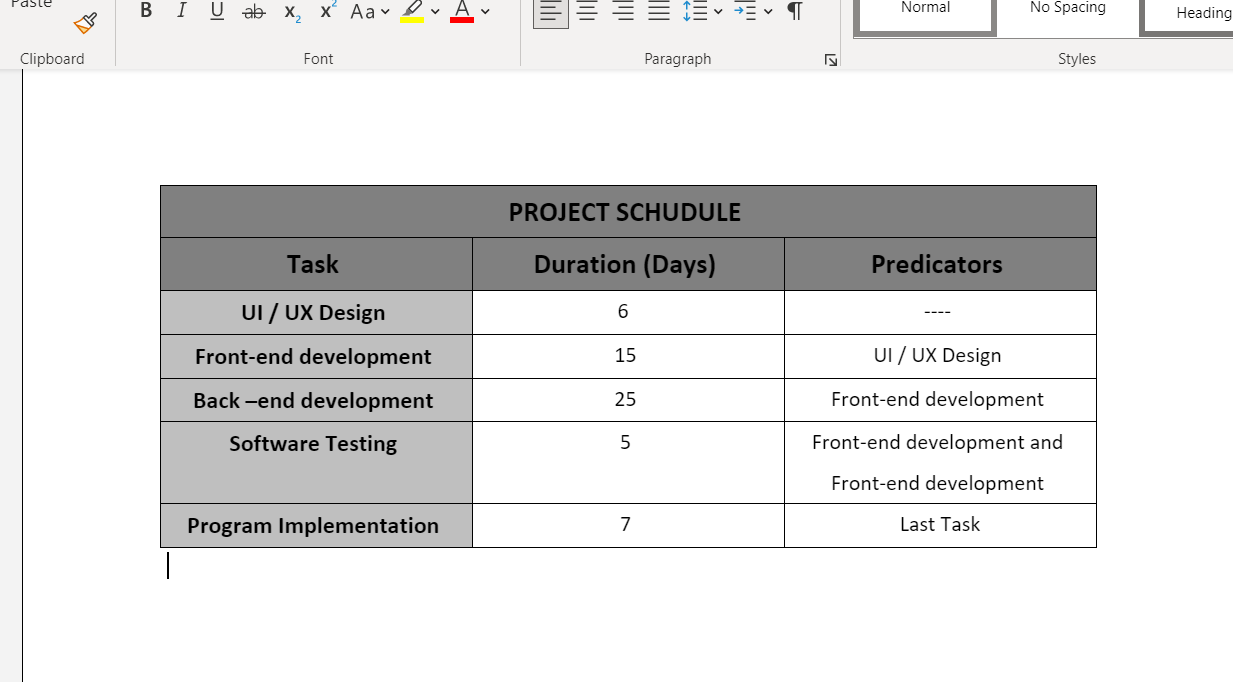 Paste
B I U ab x2 x2 Aa A
Normal No Spacing Heading
Clipboard Font Paragraph Styles
PROJECT SCHUDULE
Task Duration (Days) Predicators
UI / UX Design 6 ----
Front-end development 15 UI / UX Design
Back –end development 25 Front-end development
Software Testing 5 Front-end development and
Front-end development
Program Implementation 7 Last Task